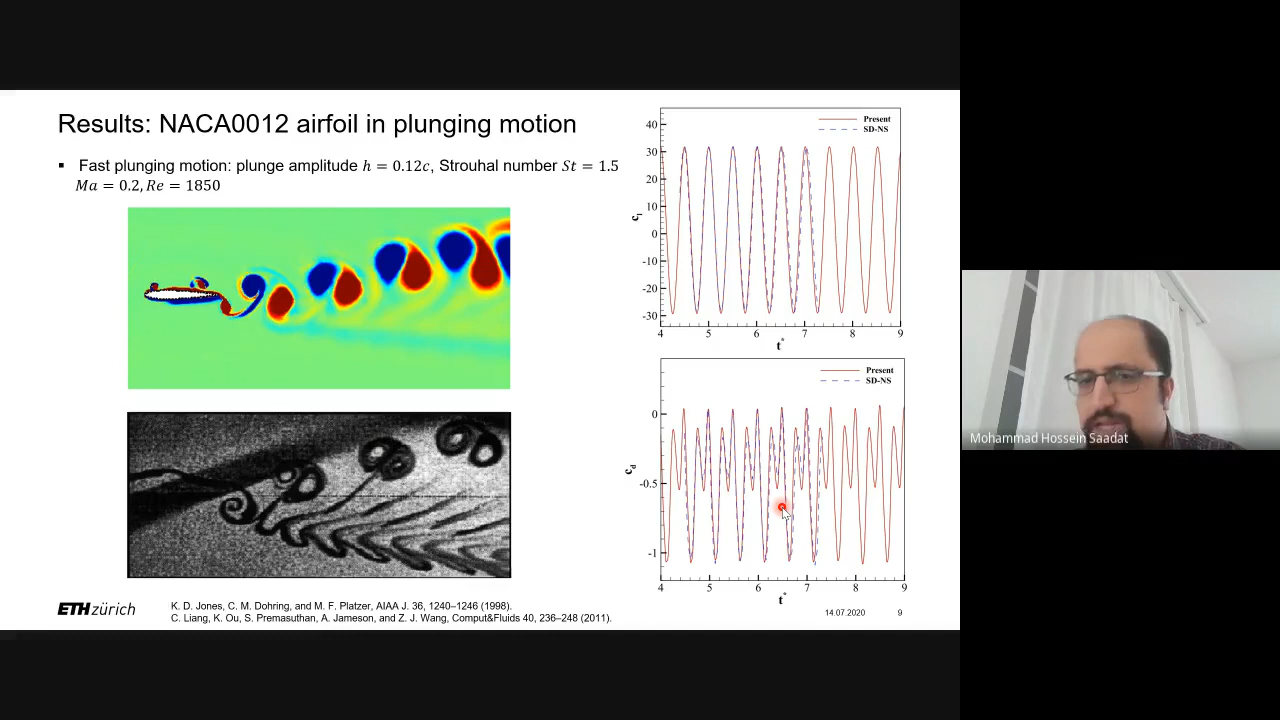 Results: NACA0012 airfoil in plunging motion
▪ Fast plunging motion: plunge amplitude h = 0.12c, Strouhal number St = 1.5
Ma = 0.2, Re = 1850
Present
SD-NS
40
30
20
10
0
-10
-20
-30
c_l
4 5 6 7 8 9
t*
Present
SD-NS
0
-0.5
-1
c_d
4 5 6 7 8 9
t*
Mohammad Hossein Saadat
ETH zürich
K. D. Jones, C. M. Dohring, and M. F. Platzer, AIAA J. 36, 1240–1246 (1998).
C. Liang, K. Ou, S. Premasuthan, A. Jameson, and Z. J. Wang, Comput&Fluids 40, 236–248 (2011).
14.07.2020 9